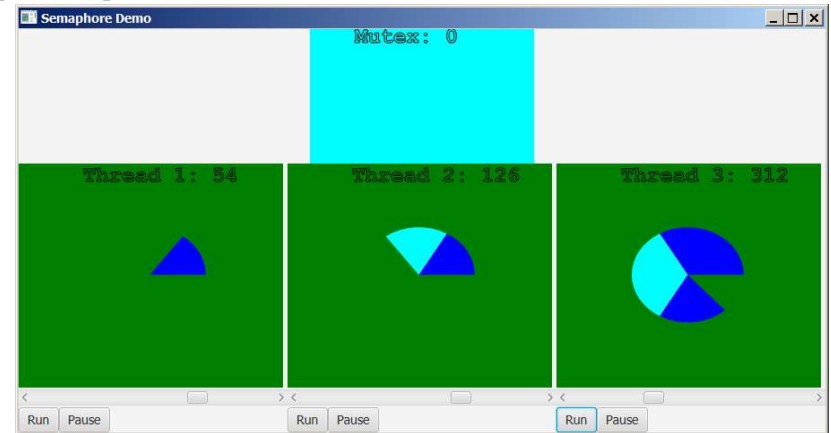 Semaphore Demo
Mutex: 0
Thread 1: 54
Thread 2: 126
Thread 3: 312
Run Pause
Run Pause
Run Pause